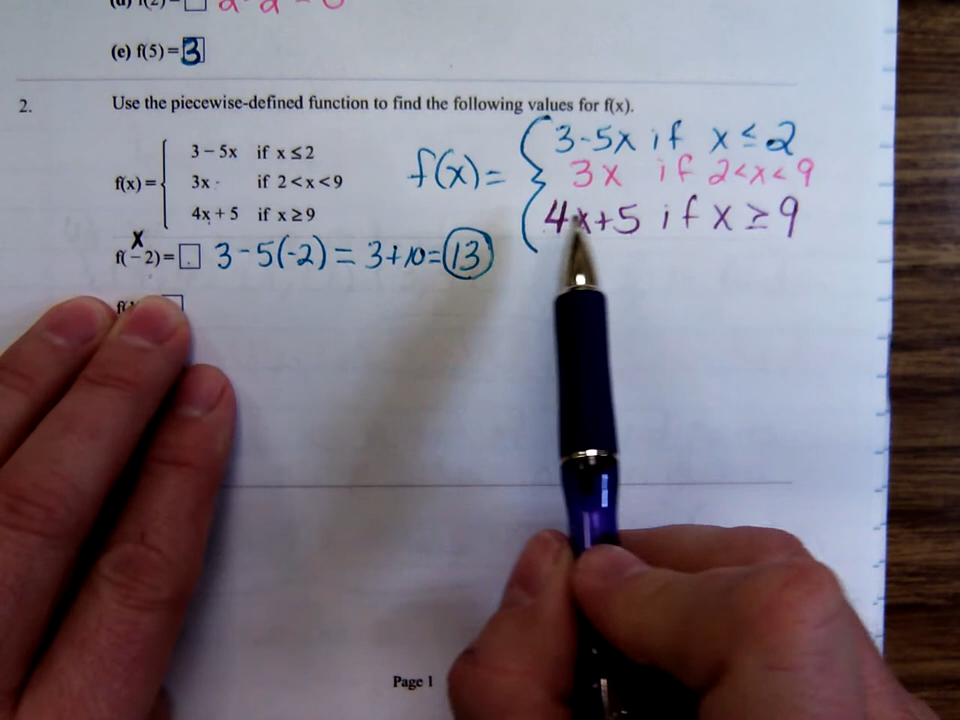 (e) f(5) = 3
2. Use the piecewise-defined function to find the following values for f(x).
f(x) = { 3 − 5x if x ≤ 2
3x if 2 < x < 9
4x + 5 if x ≥ 9
f(x) = { 3-5x if x ≤ 2
3x if 2<x<9
4x+5 if x ≥ 9
x
f(−2) = 3-5(-2) = 3+10 = 13
Page 1